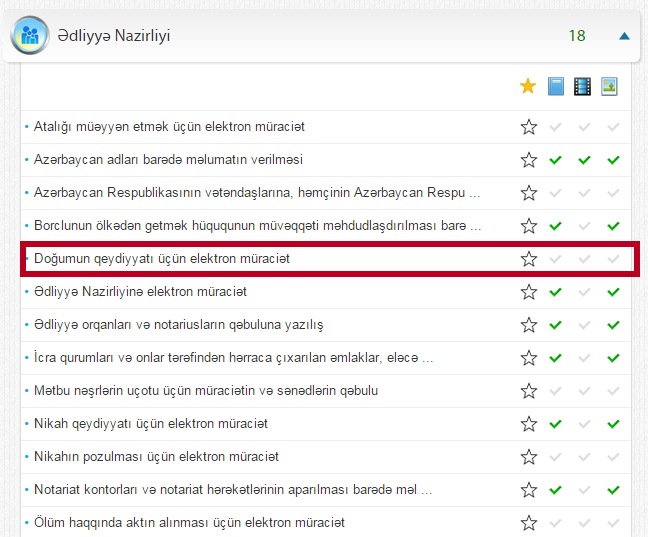 Ədliyyə Nazirliyi 18
Atalığı müəyyən etmək üçün elektron müraciət
Azərbaycan adları barədə məlumatın verilməsi
Azərbaycan Respublikasının vətəndaşlarına, həmçinin Azərbaycan Respu ...
Borclunun ölkədən getmək hüququnun müvəqqəti məhdudlaşdırılması barə ...
Doğumun qeydiyyatı üçün elektron müraciət
Ədliyyə Nazirliyinə elektron müraciət
Ədliyyə orqanları və notariusların qəbuluna yazılış
İcra qurumları və onlar tərəfindən hərraca çıxarılan əmlaklar, eləcə ...
Mətbu nəşrlərin uçotu üçün müraciətin və sənədlərin qəbulu
Nikah qeydiyyatı üçün elektron müraciət
Nikahın pozulması üçün elektron müraciət
Notariat kontorları və notariat hərəkətlərinin aparılması barədə məl ...
Ölüm haqqında aktın alınması üçün elektron müraciət